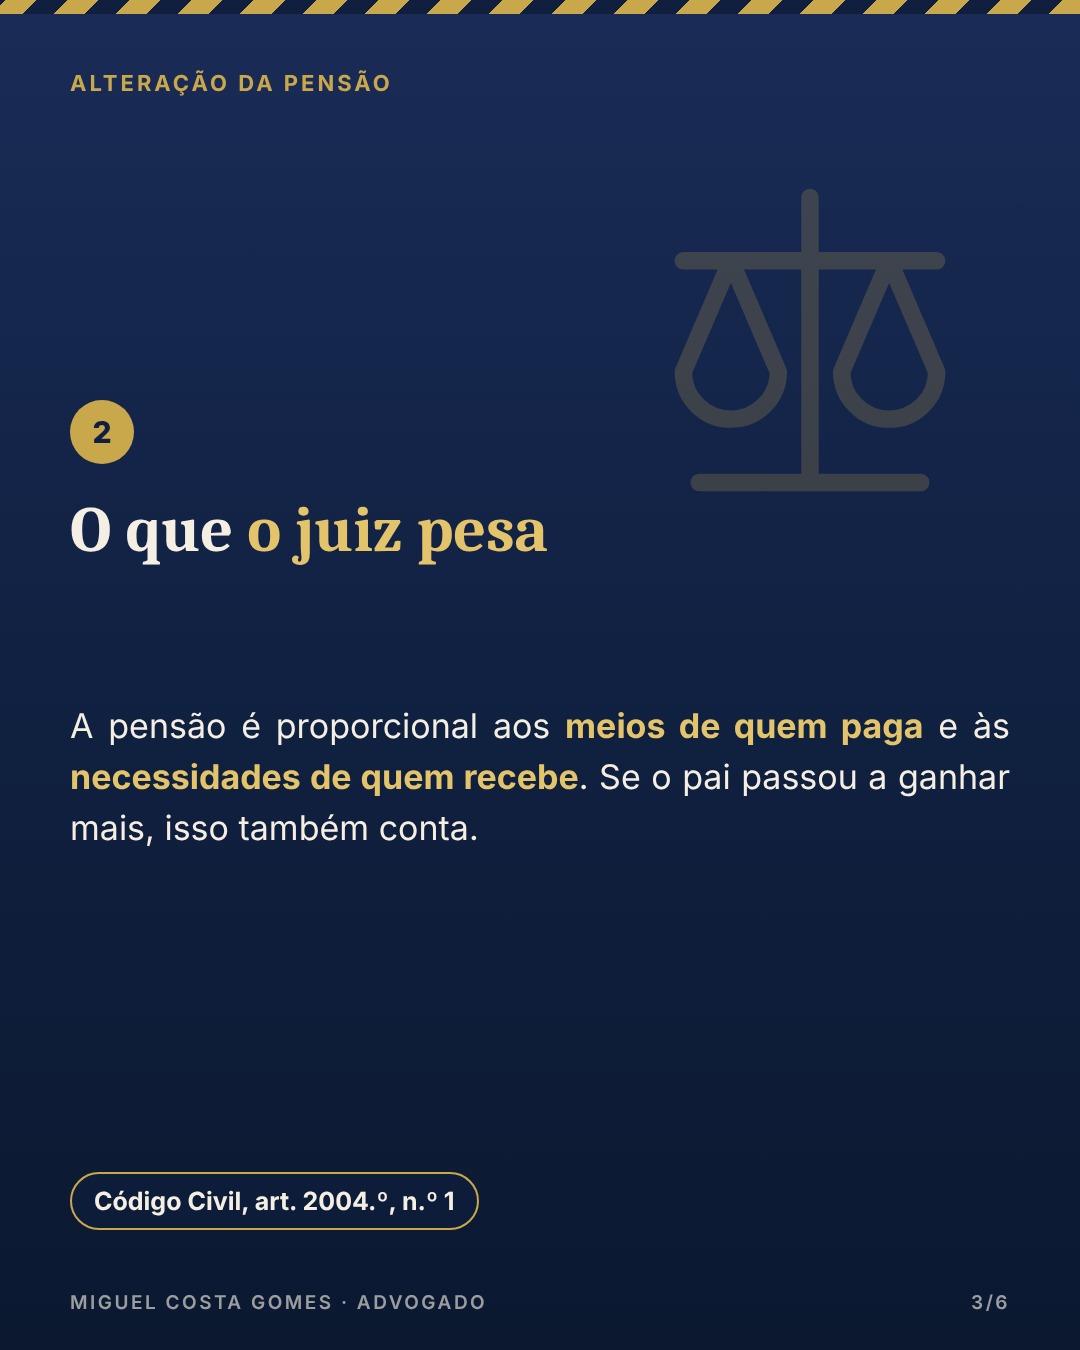 ALTERAÇÃO DA PENSÃO
2
O que o juiz pesa
A pensão é proporcional aos meios de quem paga e às
necessidades de quem recebe. Se o pai passou a ganhar
mais, isso também conta.
Código Civil, art. 2004.º, n.º 1
MIGUEL COSTA GOMES · ADVOGADO
3/6